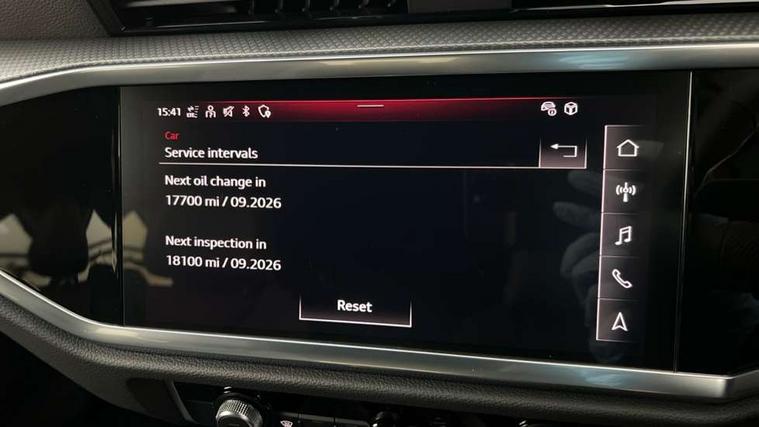 15:41
Car
Service intervals
Next oil change in
17700 mi / 09.2026
Next inspection in
18100 mi / 09.2026
Reset